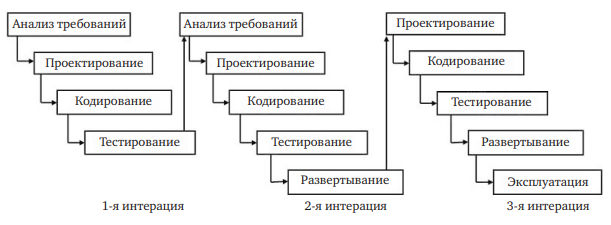 Анализ требований
Проектирование
Кодирование
Тестирование
Анализ требований
Проектирование
Кодирование
Тестирование
Развертывание
Проектирование
Кодирование
Тестирование
Развертывание
Эксплуатация
1-я интерация
2-я интерация
3-я интерация